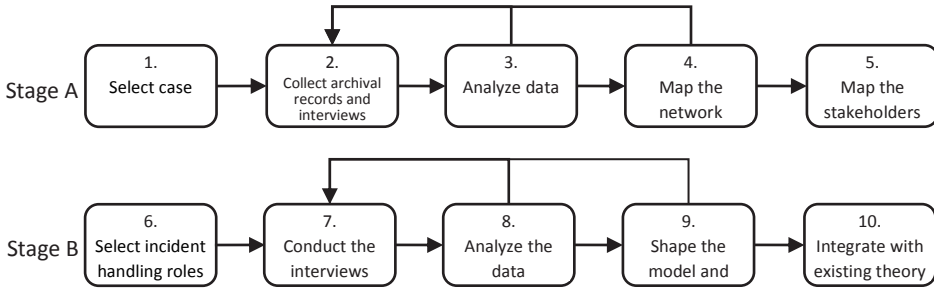 Stage A
1.
Select case
2.
Collect archival
records and
interviews
3.
Analyze data
4.
Map the
network
5.
Map the
stakeholders
Stage B
6.
Select incident
handling roles
7.
Conduct the
interviews
8.
Analyze the
data
9.
Shape the
model and
10.
Integrate with
existing theory